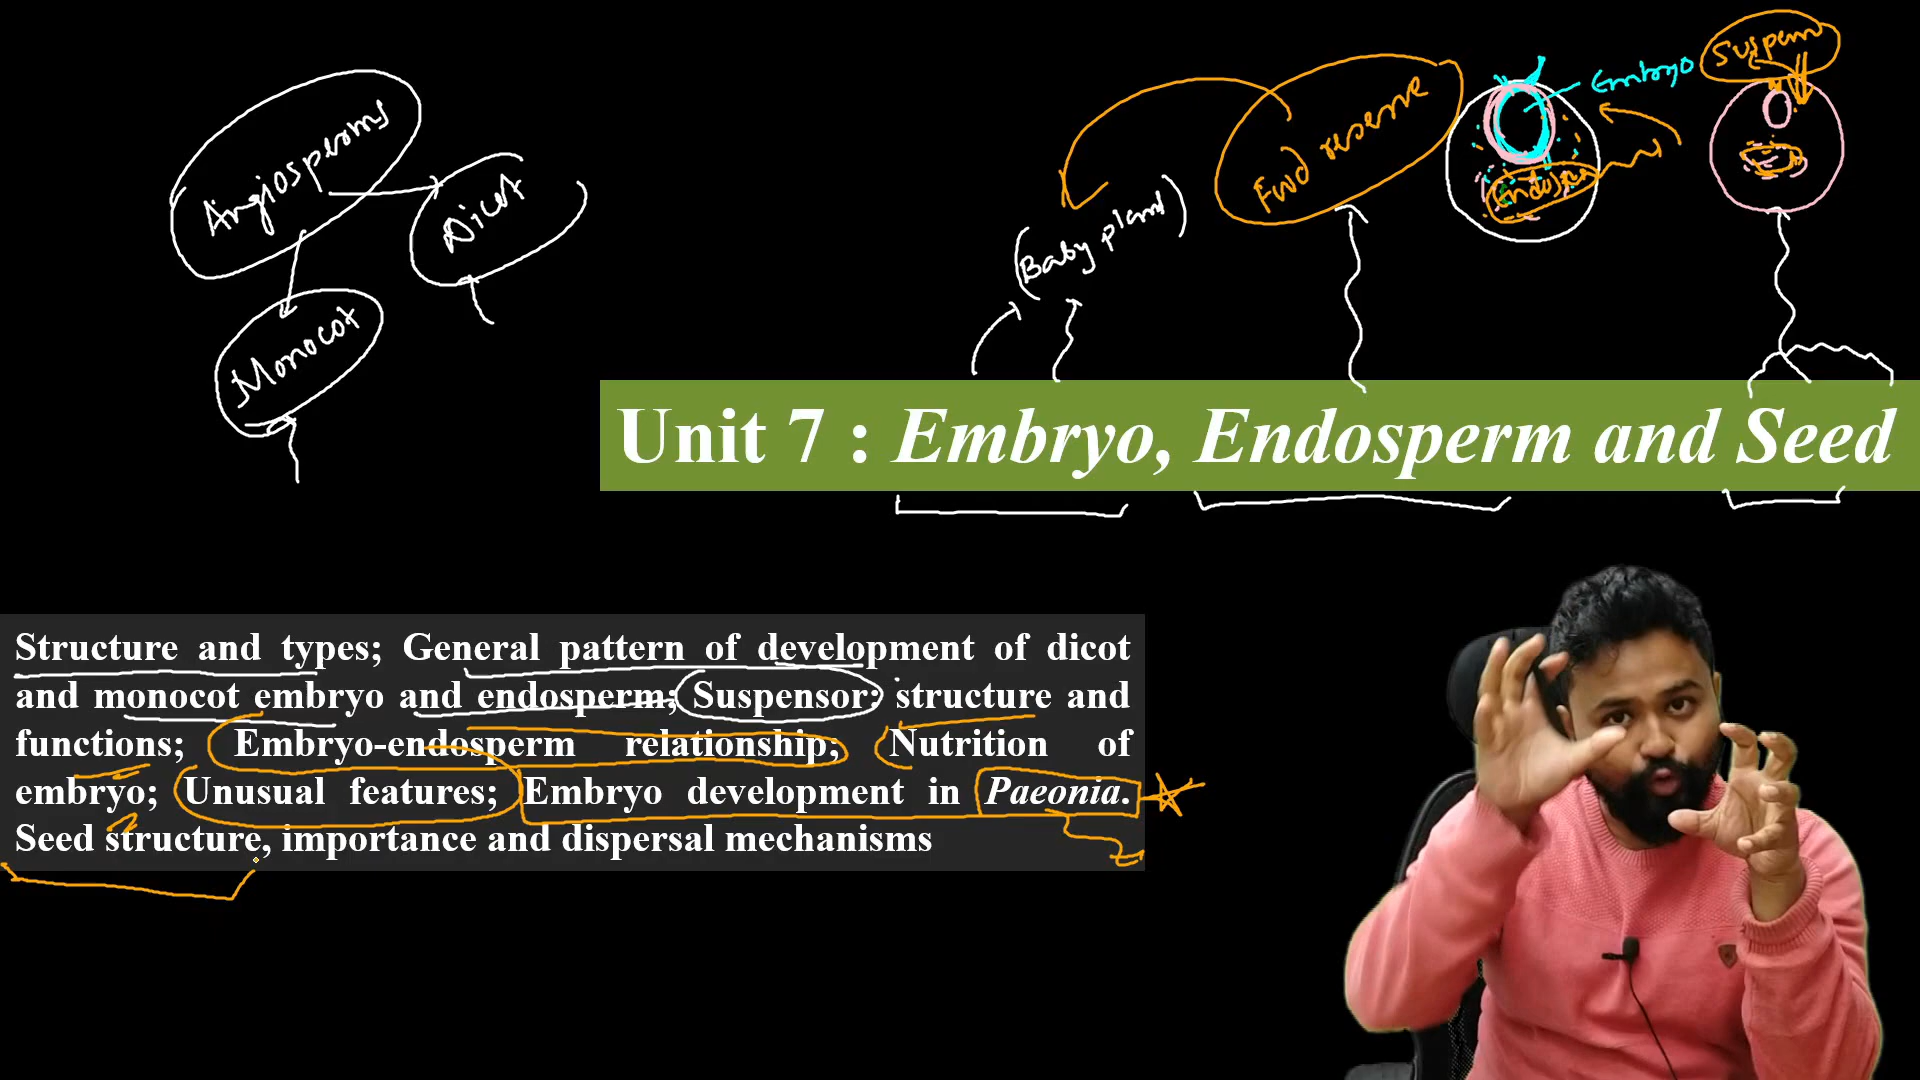 Angiosperms
Dicot
Monocot
(Baby plant)
Food reserve
Embryo
Endosperm
Suspensor
Unit 7 : Embryo, Endosperm and Seed
Structure and types; General pattern of development of dicot
and monocot embryo and endosperm; Suspensor: structure and
functions; Embryo-endosperm relationship; Nutrition of
embryo; Unusual features; Embryo development in Paeonia.
Seed structure, importance and dispersal mechanisms